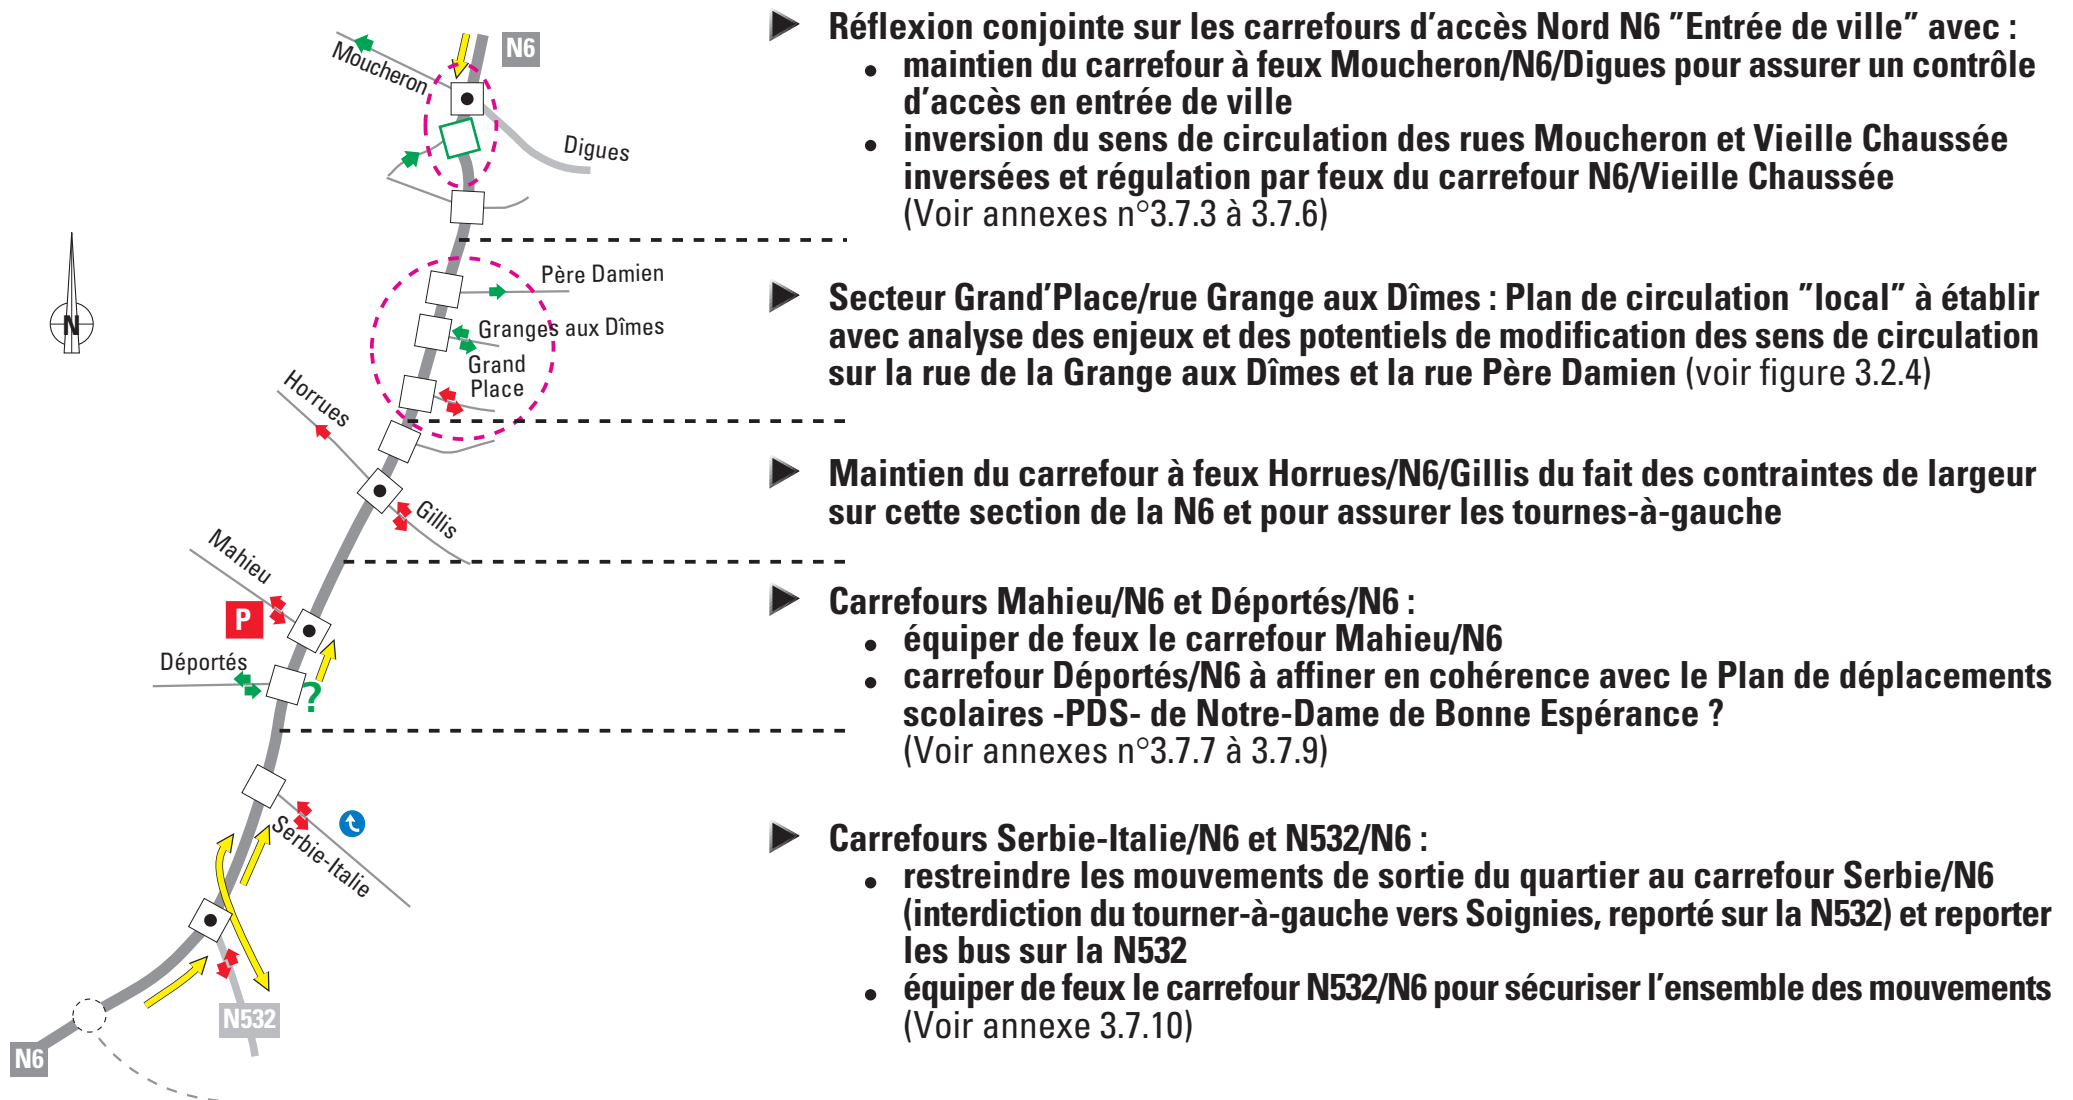 N6
Moucheron
Digues
Père Damien
Granges aux Dîmes
Grand
Place
N
Horrues
Gillis
Mahieu
P
Déportés
?
Serbie-Italie
N532
N6
Réflexion conjointe sur les carrefours d’accès Nord N6 ”Entrée de ville” avec :
• maintien du carrefour à feux Moucheron/N6/Digues pour assurer un contrôle
d’accès en entrée de ville
• inversion du sens de circulation des rues Moucheron et Vieille Chaussée
inversées et régulation par feux du carrefour N6/Vieille Chaussée
(Voir annexes n°3.7.3 à 3.7.6)
Secteur Grand’Place/rue Grange aux Dîmes : Plan de circulation ”local” à établir
avec analyse des enjeux et des potentiels de modification des sens de circulation
sur la rue de la Grange aux Dîmes et la rue Père Damien (voir figure 3.2.4)
Maintien du carrefour à feux Horrues/N6/Gillis du fait des contraintes de largeur
sur cette section de la N6 et pour assurer les tournes-à-gauche
Carrefours Mahieu/N6 et Déportés/N6 :
• équiper de feux le carrefour Mahieu/N6
• carrefour Déportés/N6 à affiner en cohérence avec le Plan de déplacements
scolaires -PDS- de Notre-Dame de Bonne Espérance ?
(Voir annexes n°3.7.7 à 3.7.9)
Carrefours Serbie-Italie/N6 et N532/N6 :
• restreindre les mouvements de sortie du quartier au carrefour Serbie/N6
(interdiction du tourner-à-gauche vers Soignies, reporté sur la N532) et reporter
les bus sur la N532
• équiper de feux le carrefour N532/N6 pour sécuriser l’ensemble des mouvements
(Voir annexe 3.7.10)